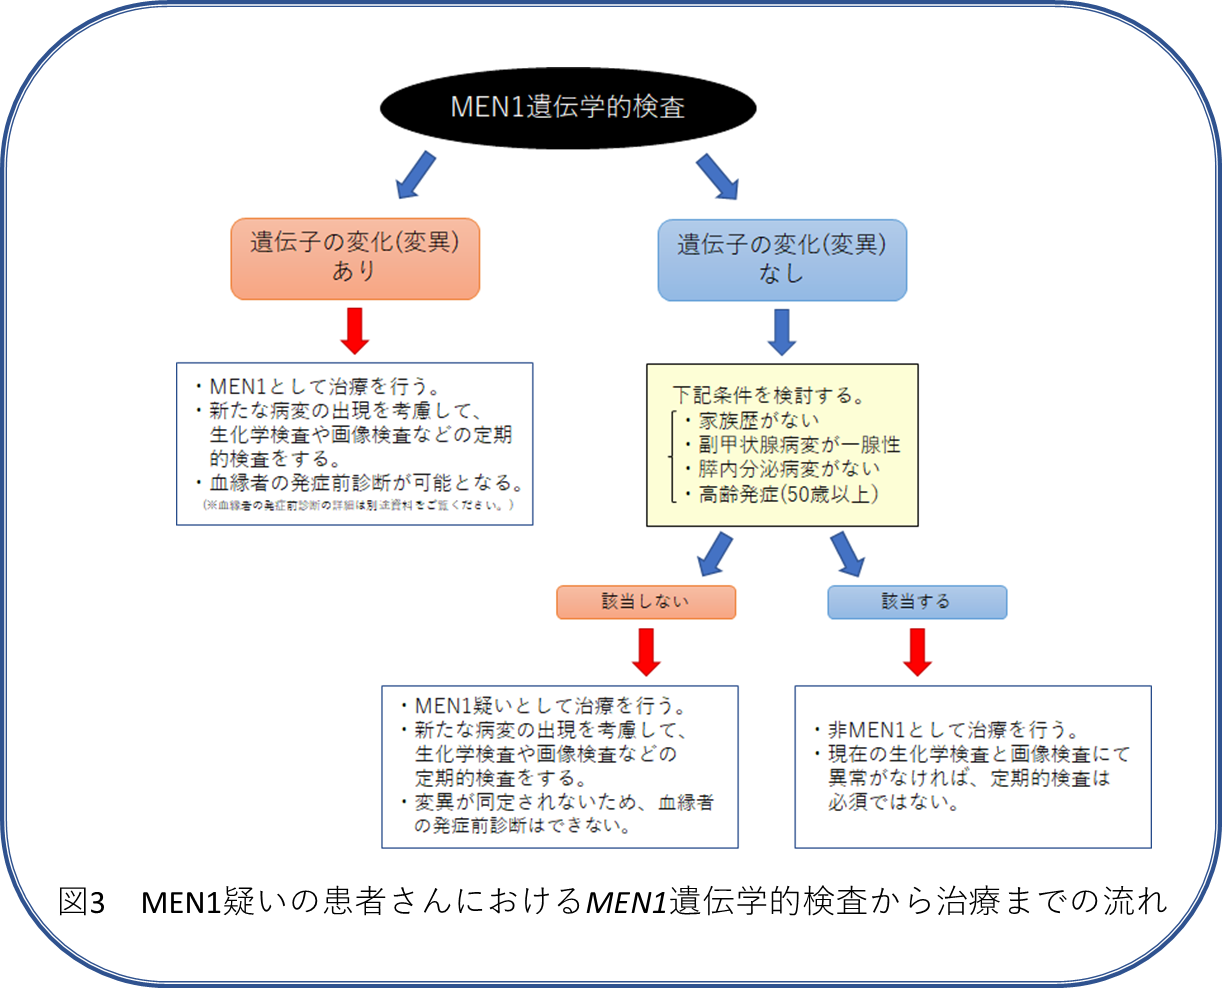 MEN1遺伝学的検査
遺伝子の変化(変異)
あり
遺伝子の変化(変異)
なし
・MEN1として治療を行う。
・新たな病変の出現を考慮して、
生化学検査や画像検査などの定期
的検査をする。
・血縁者の発症前診断が可能となる。
(※血縁者の発症前診断の詳細は別途資料をご覧ください。)
下記条件を検討する。
・家族歴がない
・副甲状腺病変が一腺性
・膵内分泌病変がない
・高齢発症(50歳以上)
該当しない
該当する
・MEN1疑いとして治療を行う。
・新たな病変の出現を考慮して、
生化学検査や画像検査などの
定期的検査をする。
・変異が同定されないため、血縁者
の発症前診断はできない。
・非MEN1として治療を行う。
・現在の生化学検査と画像検査にて
異常がなければ、定期的検査は
必須ではない。
図3　MEN1疑いの患者さんにおけるMEN1遺伝学的検査から治療までの流れ